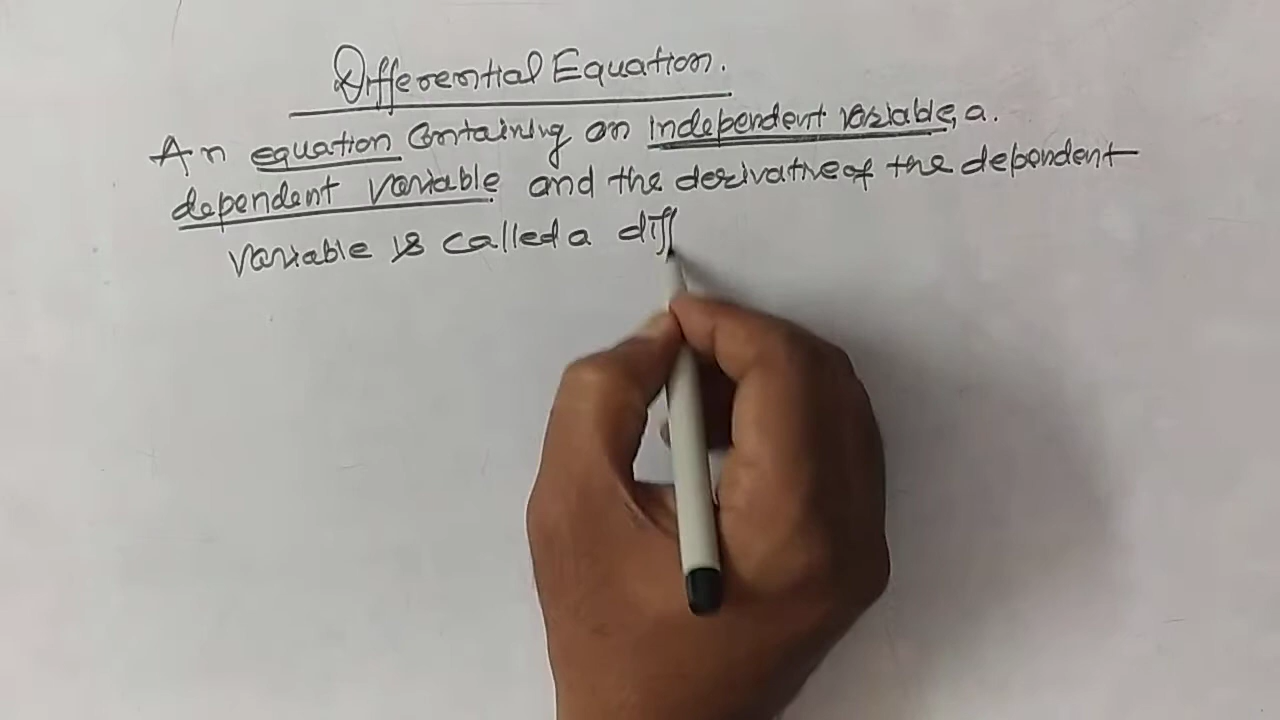 Differential Equation.
An equation containing an independent variable, a.
dependent variable and the derivative of the dependent
variable is called a diff